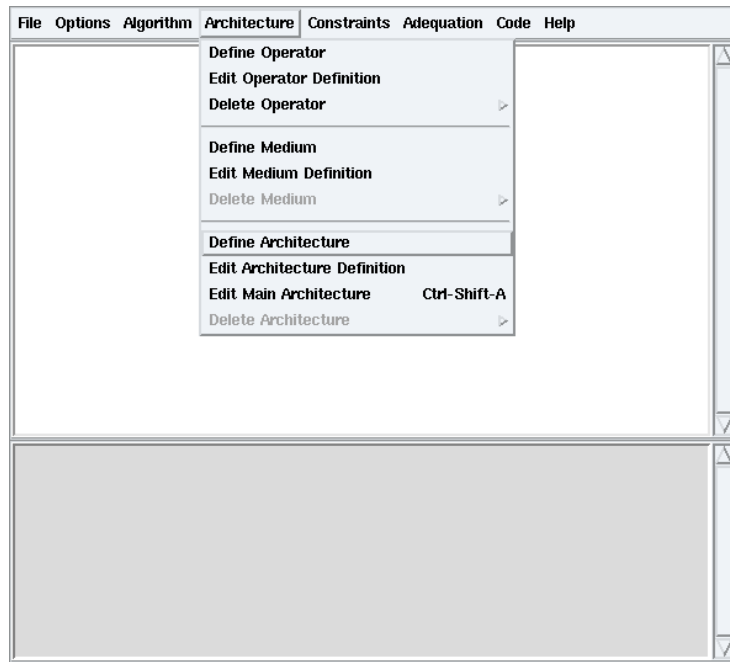 File Options Algorithm Architecture Constraints Adequation Code Help
Define Operator
Edit Operator Definition
Delete Operator
Define Medium
Edit Medium Definition
Delete Medium
Define Architecture
Edit Architecture Definition
Edit Main Architecture Ctrl-Shift-A
Delete Architecture